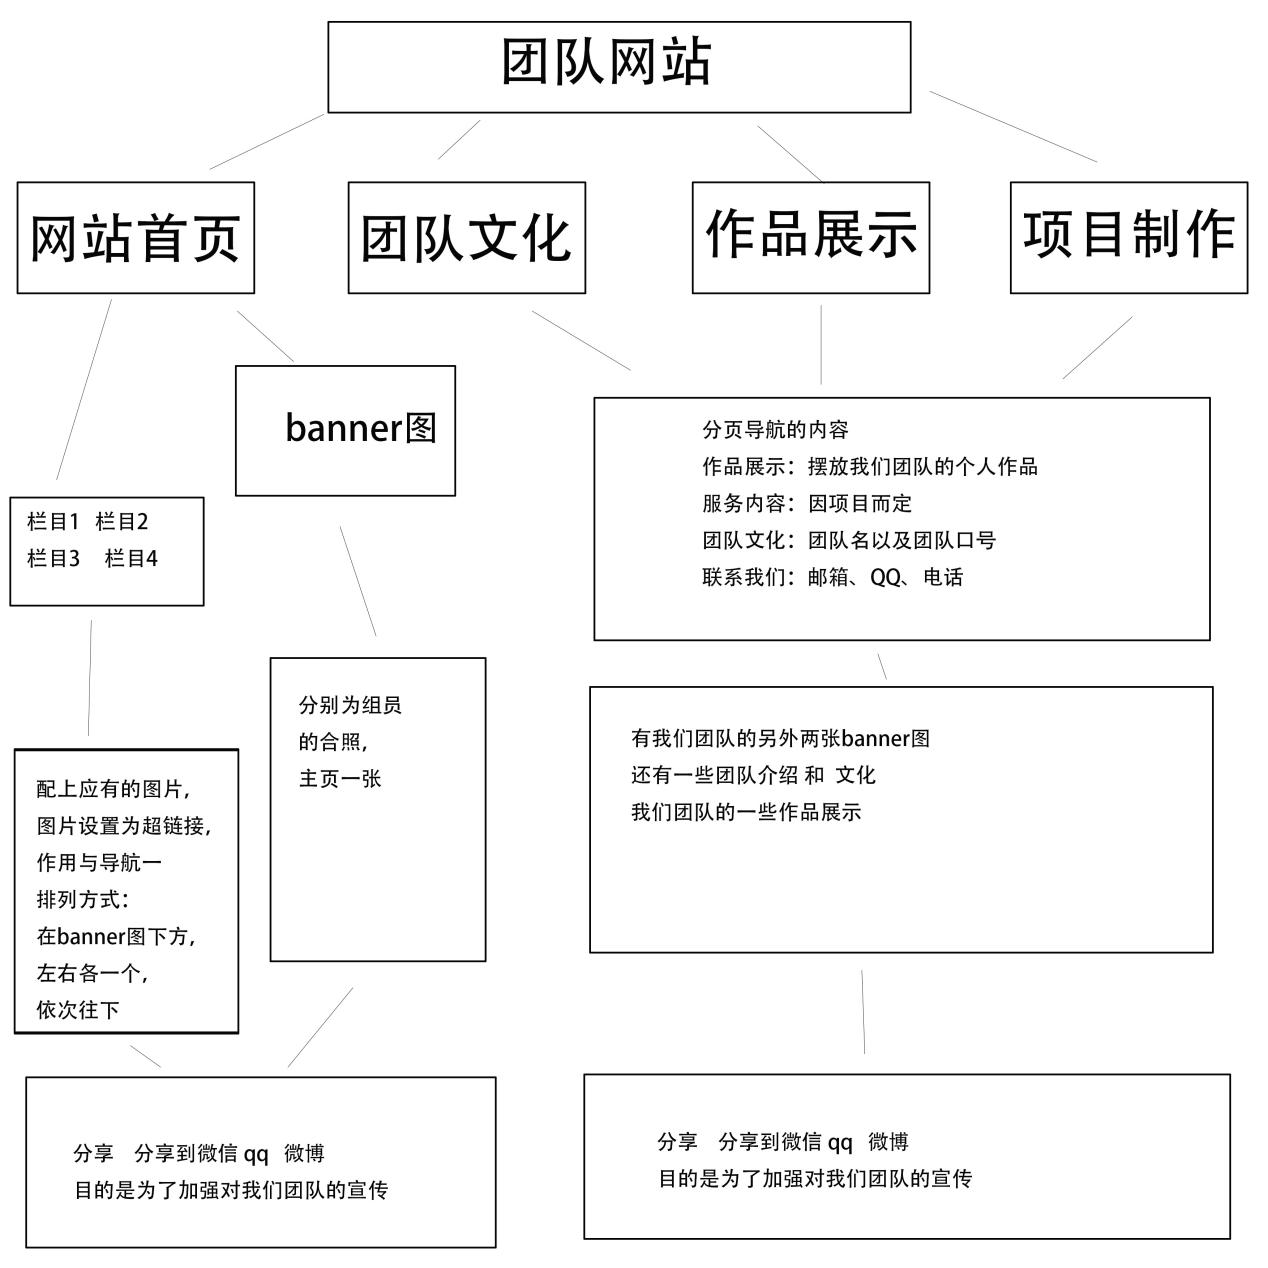 团队网站
网站首页
团队文化
作品展示
项目制作
banner图
栏目1 栏目2
栏目3 栏目4
分页导航的内容
作品展示：摆放我们团队的个人作品
服务内容：因项目而定
团队文化：团队名以及团队口号
联系我们：邮箱、QQ、电话
分别为组员
的合照，
主页一张
有我们团队的另外两张banner图
还有一些团队介绍 和 文化
我们团队的一些作品展示
配上应有的图片，
图片设置为超链接，
作用与导航一
排列方式：
在banner图下方，
左右各一个，
依次往下
分享 分享到微信 qq 微博
目的是为了加强对我们团队的宣传
分享 分享到微信 qq 微博
目的是为了加强对我们团队的宣传